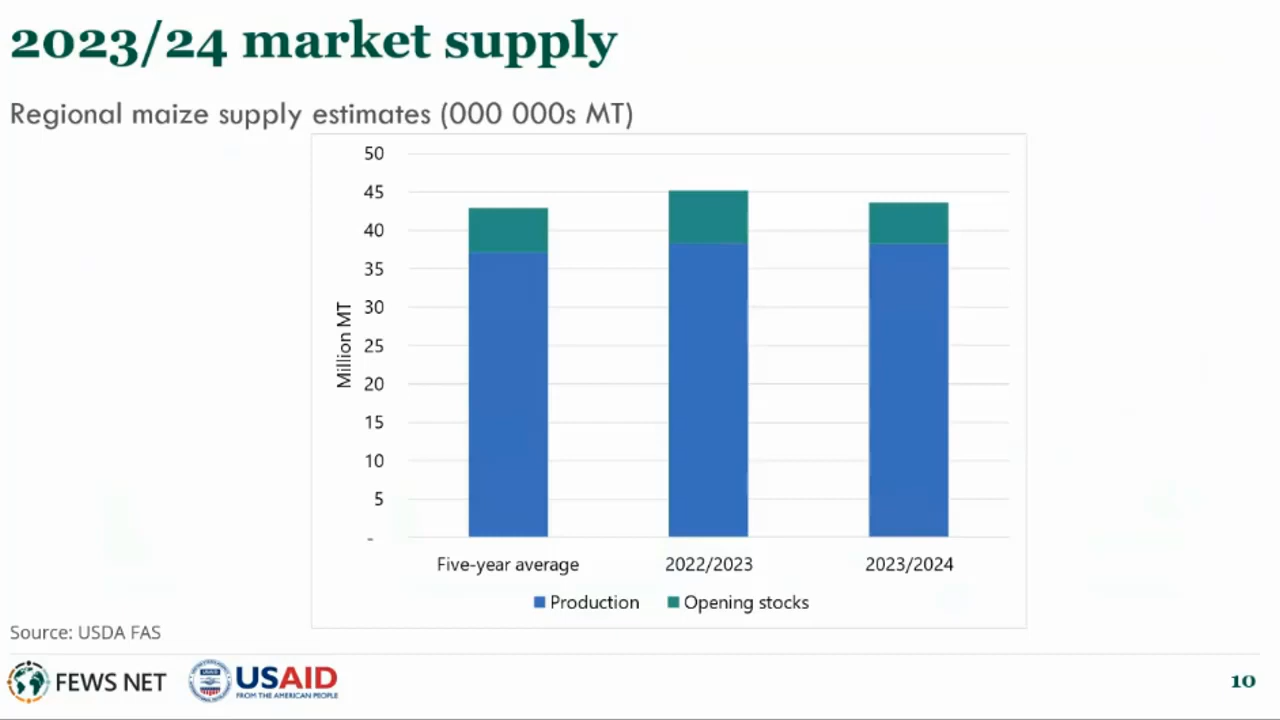 2023/24 market supply
Regional maize supply estimates (000 000s MT)
50
45
40
35
30
25
20
15
10
5
-
Million MT
Five-year average 2022/2023 2023/2024
Production Opening stocks
Source: USDA FAS
FEWS NET USAID
FROM THE AMERICAN PEOPLE
10